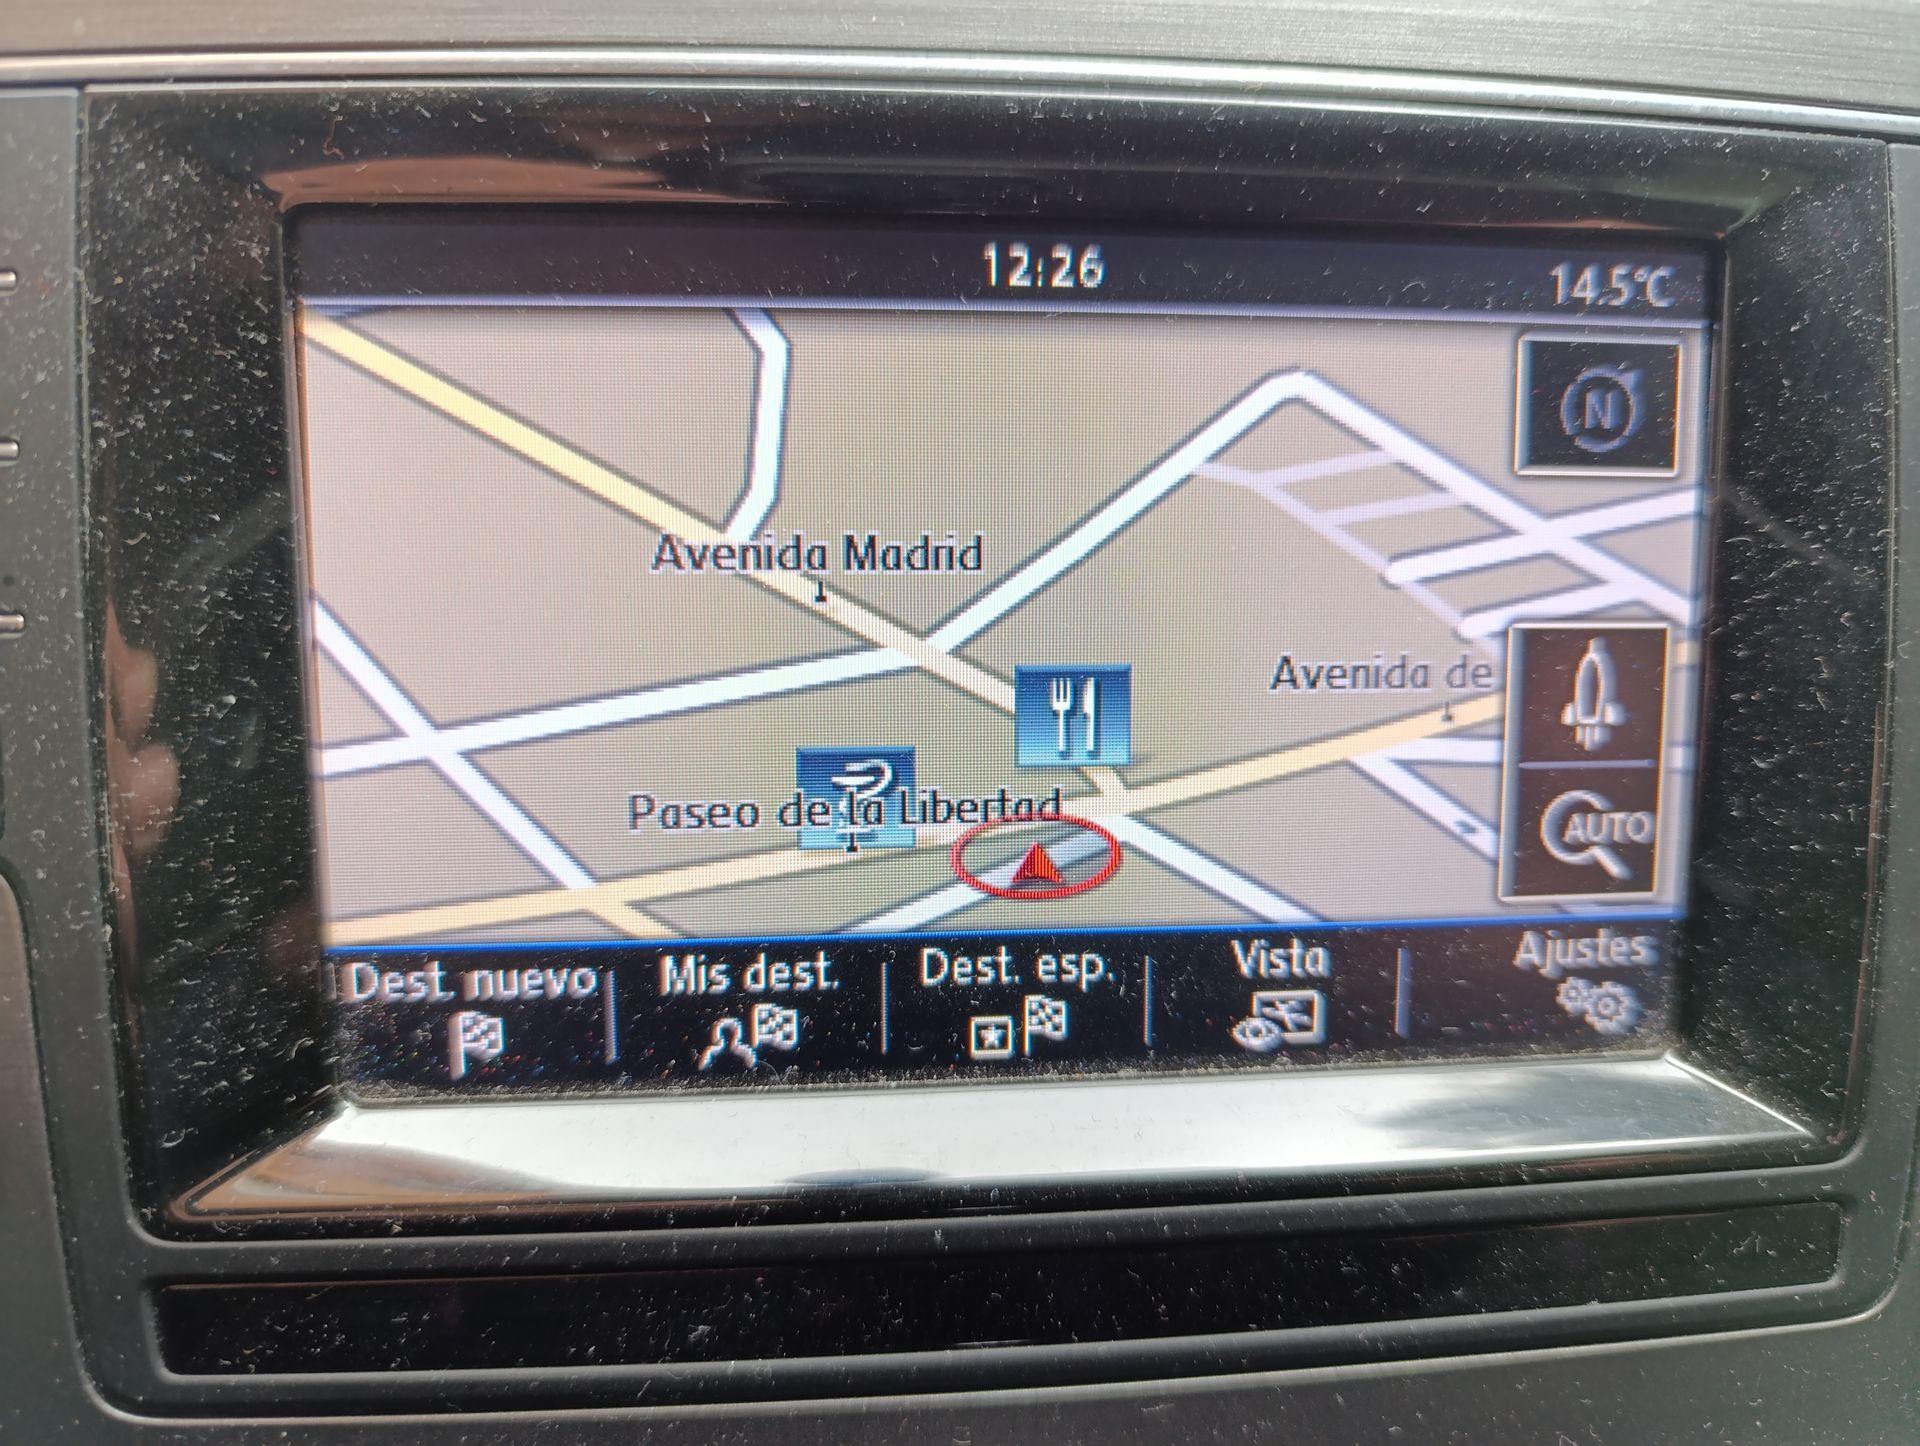 12:26
14.5°C
N
Avenida Madrid
Avenida de
Paseo de la Libertad
AUTO
Dest. nuevo
Mis dest.
Dest. esp.
Vista
Ajustes